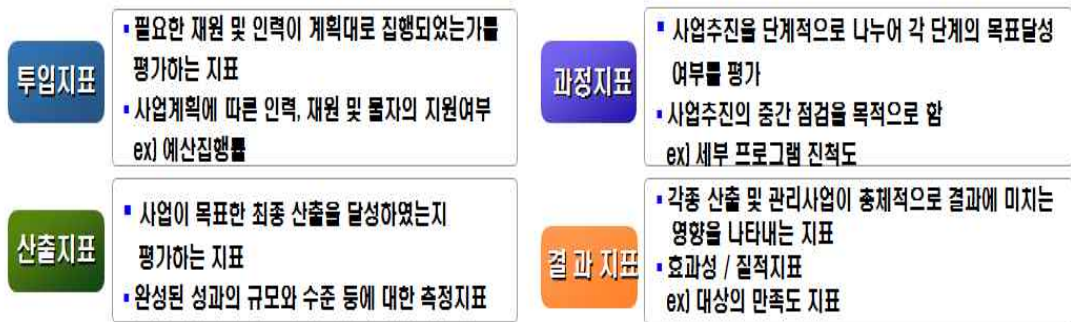 투입지표
▪ 필요한 재원 및 인력이 계획대로 집행되었는가를
평가하는 지표
▪ 사업계획에 따른 인력, 재원 및 물자의 지원여부
ex) 예산집행률
과정지표
▪ 사업추진을 단계적으로 나누어 각 단계의 목표달성
여부를 평가
▪ 사업추진의 중간 점검을 목적으로 함
ex) 세부 프로그램 진척도
산출지표
▪ 사업이 목표한 최종 산출을 달성하였는지
평가하는 지표
▪ 완성된 성과의 규모와 수준 등에 대한 측정지표
결 과 지표
▪ 각종 산출 및 관리사업이 총체적으로 결과에 미치는
영향을 나타내는 지표
▪ 효과성 / 질적지표
ex) 대상의 만족도 지표